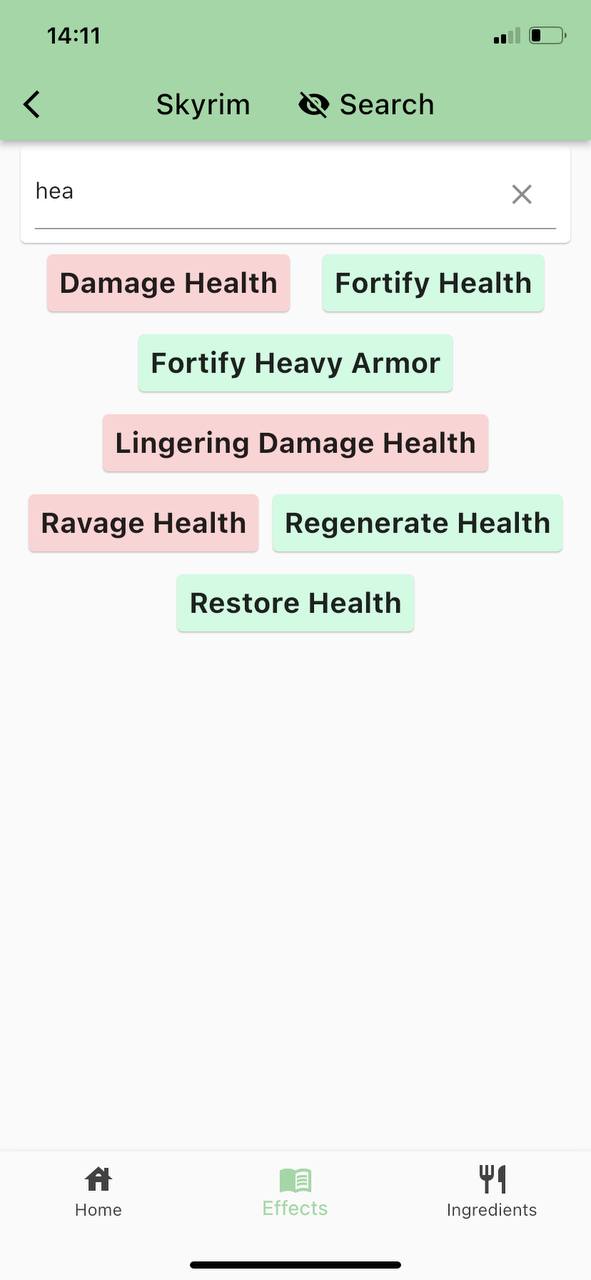 14:11
Skyrim Search
hea
Damage Health Fortify Health
Fortify Heavy Armor
Lingering Damage Health
Ravage Health Regenerate Health
Restore Health
Home Effects Ingredients